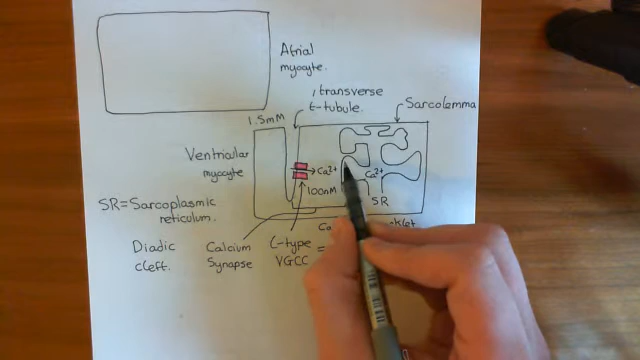 Atrial
myocyte.
transverse
t-tubule.
Sarcolemma
1.5mM
Ventricular
myocyte
Ca2+
Ca2+
100nM
SR
SR = Sarcoplasmic
reticulum.
Diadic
cleft.
Calcium
Synapse
L-type
VGCC
=